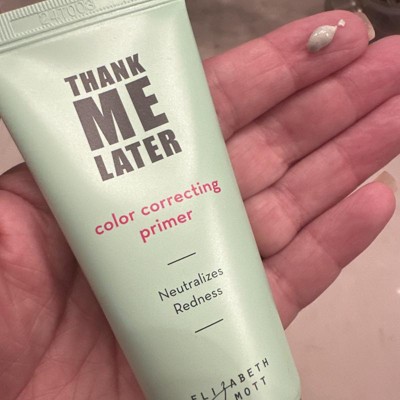 THANK
ME
LATER
color correcting
primer
Neutralizes
Redness
ELIZABETH
MOTT